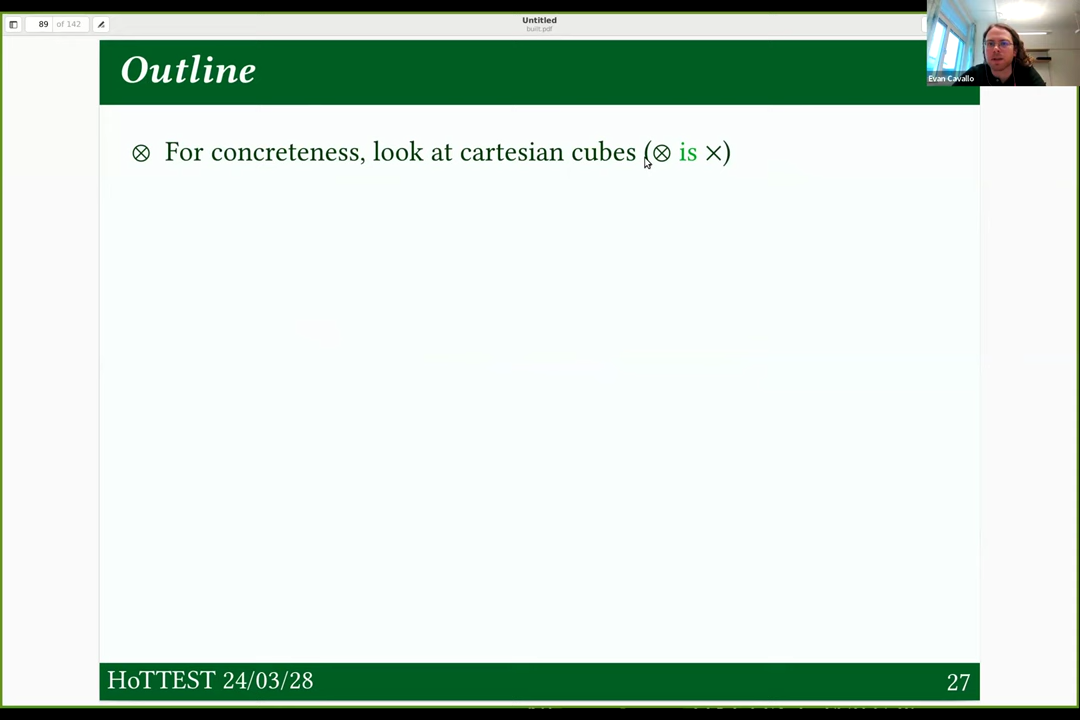 89 of 142
Untitled
built.pdf
Evan Cavallo
Outline
⊗ For concreteness, look at cartesian cubes (⊗ is ×)
HoTTEST 24/03/28
27